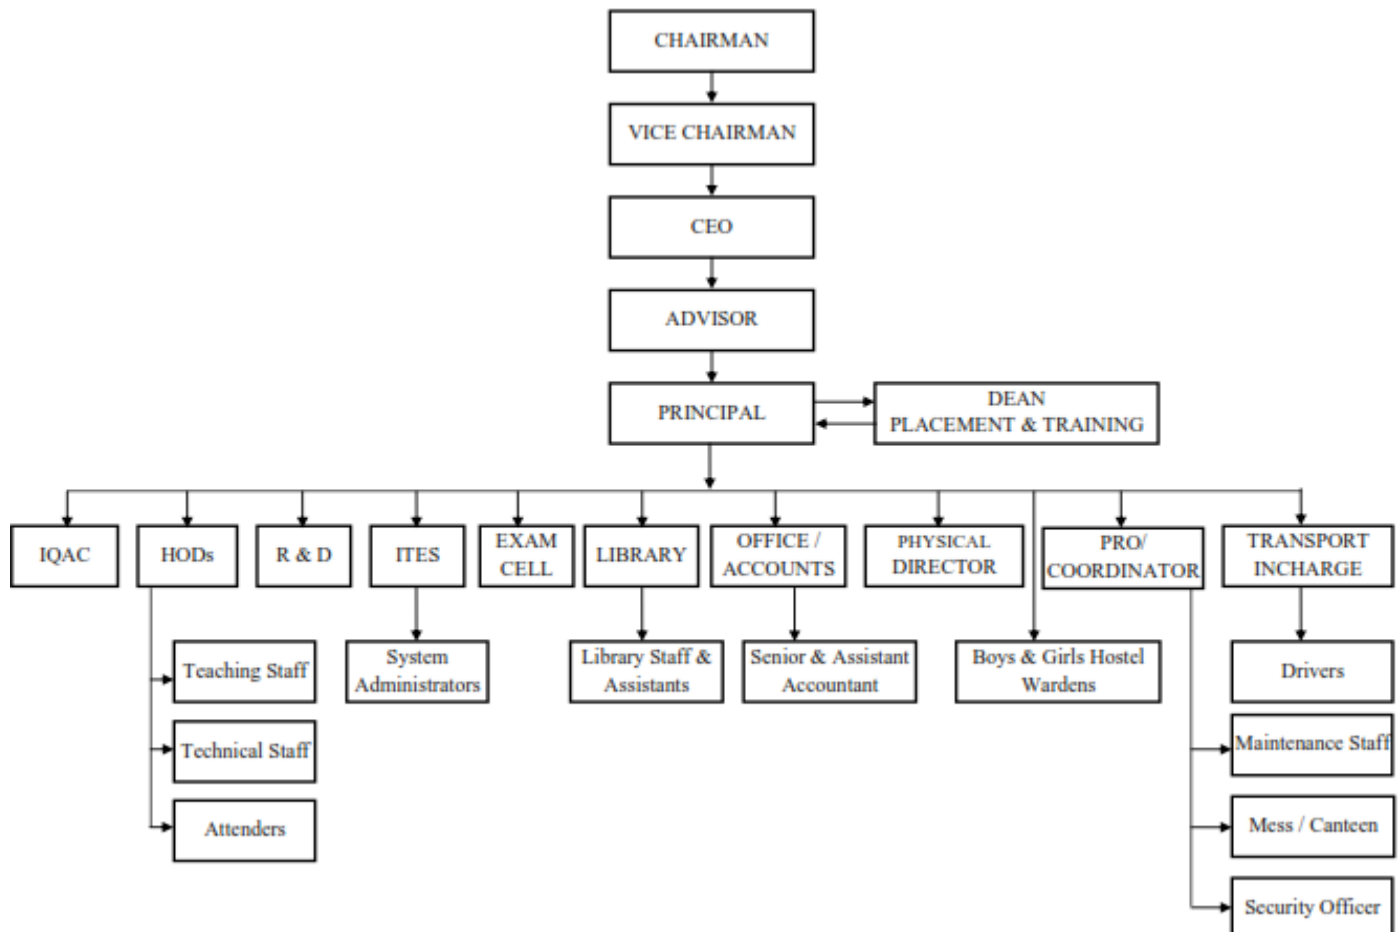 CHAIRMAN
VICE CHAIRMAN
CEO
ADVISOR
PRINCIPAL
DEAN
PLACEMENT & TRAINING
IQAC
HODs
R & D
ITES
EXAM
CELL
LIBRARY
OFFICE /
ACCOUNTS
PHYSICAL
DIRECTOR
PRO/
COORDINATOR
TRANSPORT
INCHARGE
Teaching Staff
System
Administrators
Library Staff &
Assistants
Senior & Assistant
Accountant
Boys & Girls Hostel
Wardens
Drivers
Technical Staff
Maintenance Staff
Attenders
Mess / Canteen
Security Officer